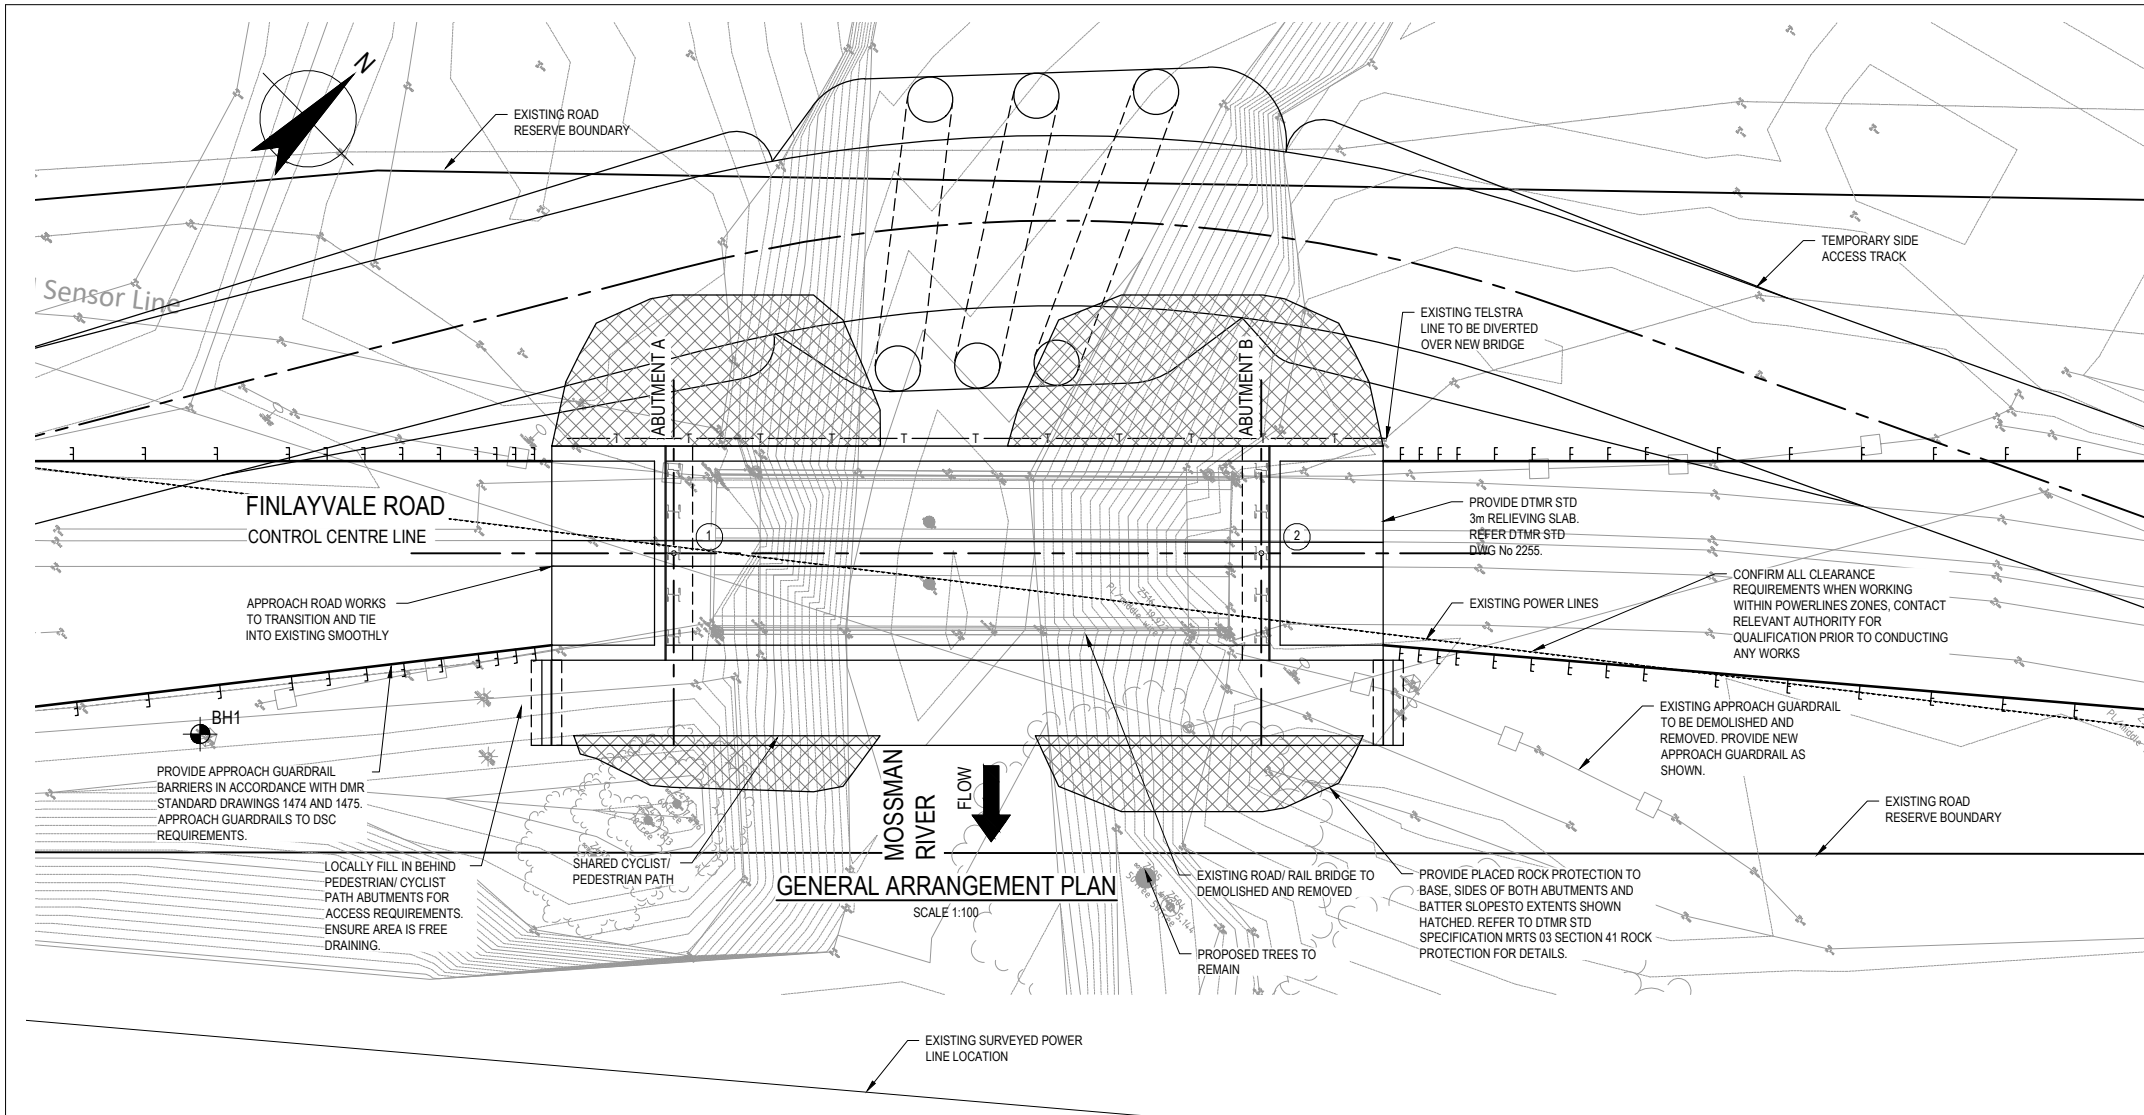 N
EXISTING ROAD
RESERVE BOUNDARY
TEMPORARY SIDE
ACCESS TRACK
Sensor Line
EXISTING TELSTRA
LINE TO BE DIVERTED
OVER NEW BRIDGE
ABUTMENT A
ABUTMENT B
T T T T T T T T T T T
FINLAYVALE ROAD
CONTROL CENTRE LINE
1
2
PROVIDE DTMR STD
3m RELIEVING SLAB.
REFER DTMR STD
DWG No 2255.
APPROACH ROAD WORKS
TO TRANSITION AND TIE
INTO EXISTING SMOOTHLY
EXISTING POWER LINES
CONFIRM ALL CLEARANCE
REQUIREMENTS WHEN WORKING
WITHIN POWERLINES ZONES, CONTACT
RELEVANT AUTHORITY FOR
QUALIFICATION PRIOR TO CONDUCTING
ANY WORKS
BH1
EXISTING APPROACH GUARDRAIL
TO BE DEMOLISHED AND
REMOVED. PROVIDE NEW
APPROACH GUARDRAIL AS
SHOWN.
PROVIDE APPROACH GUARDRAIL
BARRIERS IN ACCORDANCE WITH DMR
STANDARD DRAWINGS 1474 AND 1475.
APPROACH GUARDRAILS TO DSC
REQUIREMENTS.
MOSSMAN
RIVER
FLOW
EXISTING ROAD
RESERVE BOUNDARY
LOCALLY FILL IN BEHIND
PEDESTRIAN/ CYCLIST
PATH ABUTMENTS FOR
ACCESS REQUIREMENTS.
ENSURE AREA IS FREE
DRAINING.
SHARED CYCLIST/
PEDESTRIAN PATH
GENERAL ARRANGEMENT PLAN
SCALE 1:100
EXISTING ROAD/ RAIL BRIDGE TO
DEMOLISHED AND REMOVED
PROVIDE PLACED ROCK PROTECTION TO
BASE, SIDES OF BOTH ABUTMENTS AND
BATTER SLOPESTO EXTENTS SHOWN
HATCHED. REFER TO DTMR STD
SPECIFICATION MRTS 03 SECTION 41 ROCK
PROTECTION FOR DETAILS.
PROPOSED TREES TO
REMAIN
EXISTING SURVEYED POWER
LINE LOCATION